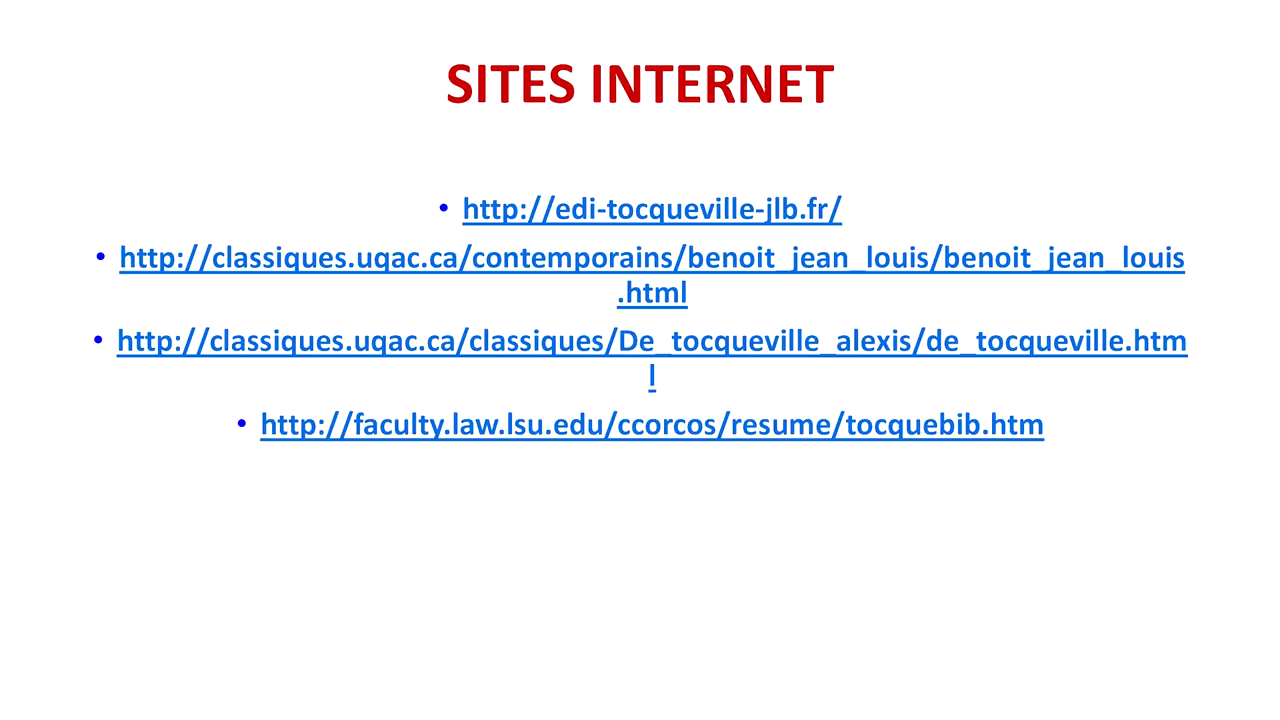 SITES INTERNET
• http://edi-tocqueville-jlb.fr/
• http://classiques.uqac.ca/contemporains/benoit_jean_louis/benoit_jean_louis
.html
• http://classiques.uqac.ca/classiques/De_tocqueville_alexis/de_tocqueville.htm
l
• http://faculty.law.lsu.edu/ccorcos/resume/tocquebib.htm